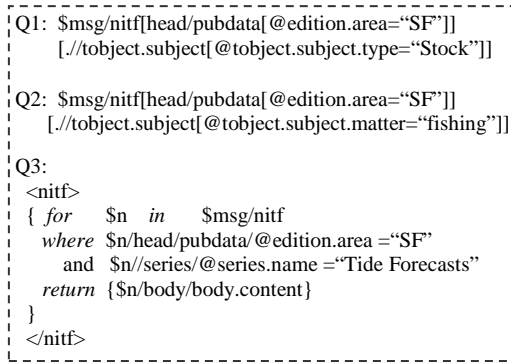 Q1: $msg/nitf[head/pubdata[@edition.area=“SF”]]
[.//tobject.subject[@tobject.subject.type=“Stock”]]
Q2: $msg/nitf[head/pubdata[@edition.area=“SF”]]
[.//tobject.subject[@tobject.subject.matter=“fishing”]]
Q3:
<nitf>
{ for $n in $msg/nitf
where $n/head/pubdata/@edition.area =“SF”
and $n//series/@series.name =“Tide Forecasts”
return {$n/body/body.content}
}
</nitf>